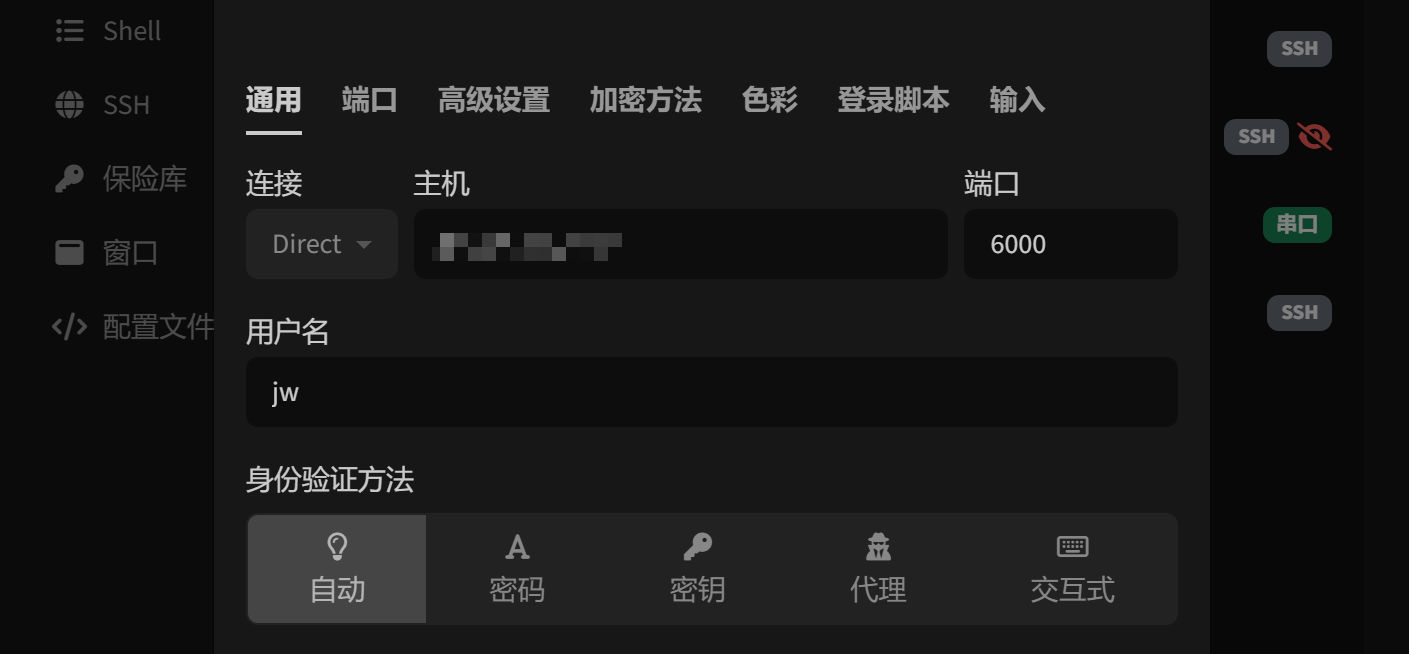 Shell
SSH
保险库
窗口
配置文件
通用 端口 高级设置 加密方法 色彩 登录脚本 输入
连接 主机 端口
Direct 6000
用户名
jw
身份验证方法
自动 密码 密钥 代理 交互式
SSH
SSH
串口
SSH